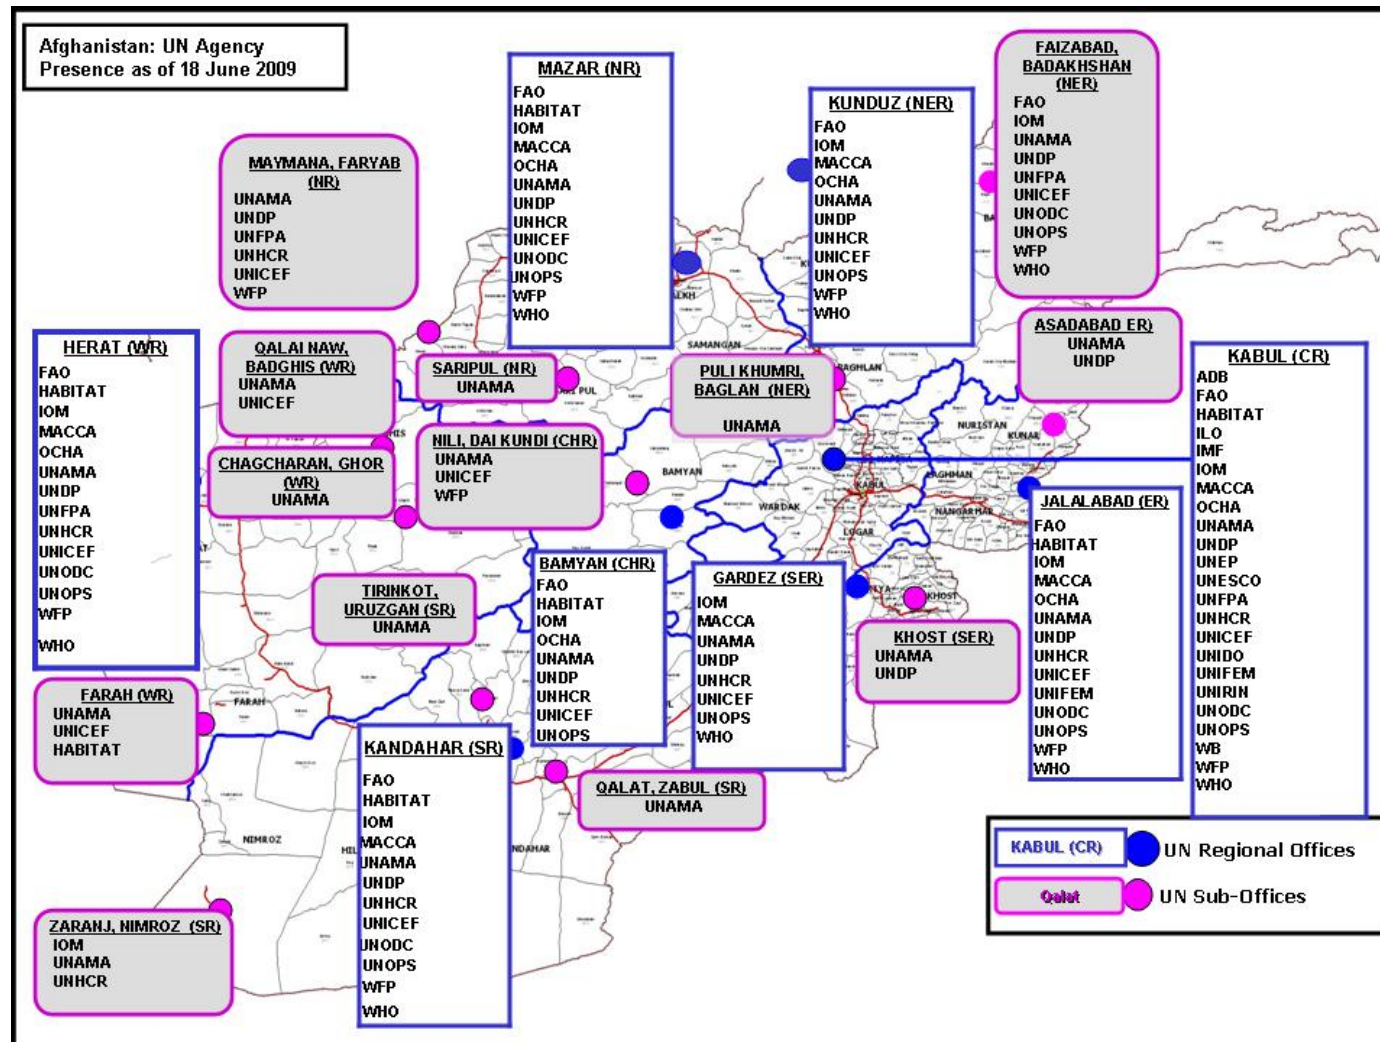 Afghanistan: UN Agency
Presence as of 18 June 2009
MAZAR (NR)
FAO
HABITAT
IOM
MACCA
OCHA
UNAMA
UNDP
UNHCR
UNICEF
UNODC
UNOPS
WFP
WHO
KUNDUZ (NER)
FAO
IOM
MACCA
OCHA
UNAMA
UNDP
UNHCR
UNICEF
UNOPS
WFP
WHO
FAIZABAD,
BADAKHSHAN
(NER)
FAO
IOM
UNAMA
UNDP
UNFPA
UNICEF
UNODC
UNOPS
WFP
WHO
MAYMANA, FARYAB
(NR)
UNAMA
UNDP
UNFPA
UNHCR
UNICEF
WFP
HERAT (WR)
FAO
HABITAT
IOM
MACCA
OCHA
UNAMA
UNDP
UNFPA
UNHCR
UNICEF
UNODC
UNOPS
WFP
WHO
QALAI NAW,
BADGHIS (WR)
UNAMA
UNICEF
SARIPUL (NR)
UNAMA
SAMANGAN
PULI KHUMRI,
BAGLAN (NER)
UNAMA
BAGHLAN
ASADABAD ER)
UNAMA
UNDP
KABUL (CR)
ADB
FAO
HABITAT
ILO
IMF
IOM
MACCA
OCHA
UNAMA
UNDP
UNEP
UNESCO
UNFPA
UNHCR
UNICEF
UNIDO
UNIFEM
UNIRIN
UNODC
UNOPS
WB
WFP
WHO
CHAGCHARAN, GHOR
(WR)
UNAMA
NILI, DAI KUNDI (CHR)
UNAMA
UNICEF
WFP
BAMYAN
WARDAK
KABUL
LOGAR
NURISTAN
KUNAR
LAGHMAN
NANGARHAR
JALALABAD (ER)
FAO
HABITAT
IOM
MACCA
OCHA
UNAMA
UNDP
UNHCR
UNICEF
UNIFEM
UNODC
UNOPS
WFP
WHO
TIRINKOT,
URUZGAN (SR)
UNAMA
BAMYAN (CHR)
FAO
HABITAT
IOM
OCHA
UNAMA
UNDP
UNHCR
UNICEF
UNOPS
GARDEZ (SER)
IOM
MACCA
UNAMA
UNDP
UNHCR
UNICEF
UNOPS
WHO
KHOST
KHOST (SER)
UNAMA
UNDP
FARAH (WR)
UNAMA
UNICEF
HABITAT
FARAH
KANDAHAR (SR)
FAO
HABITAT
IOM
MACCA
UNAMA
UNDP
UNHCR
UNICEF
UNODC
UNOPS
WFP
WHO
QALAT, ZABUL (SR)
UNAMA
NIMROZ
ZARANJ, NIMROZ (SR)
IOM
UNAMA
UNHCR
KABUL (CR)
UN Regional Offices
Qalat
UN Sub-Offices